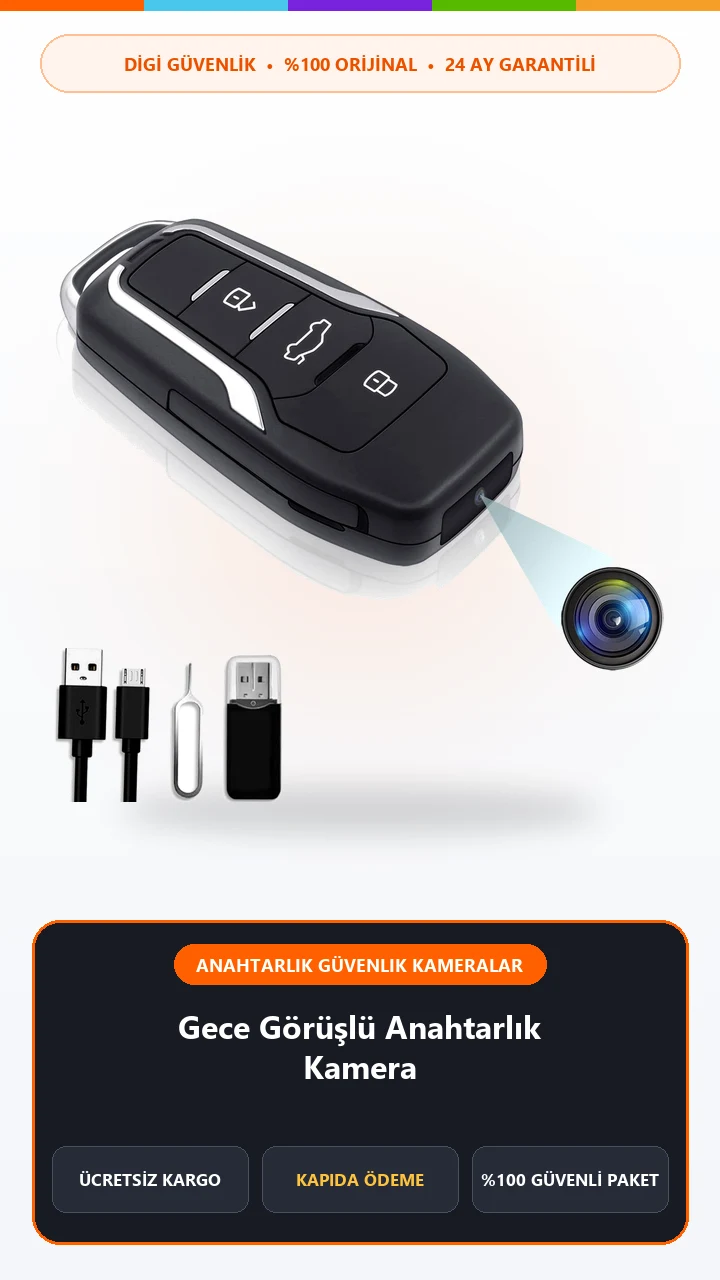 DİGİ GÜVENLİK • %100 ORİJİNAL • 24 AY GARANTİLİ
ANAHTARLIK GÜVENLIK KAMERALAR
Gece Görüşlü Anahtarlık
Kamera
ÜCRETSİZ KARGO
KAPIDA ÖDEME
%100 GÜVENLİ PAKET